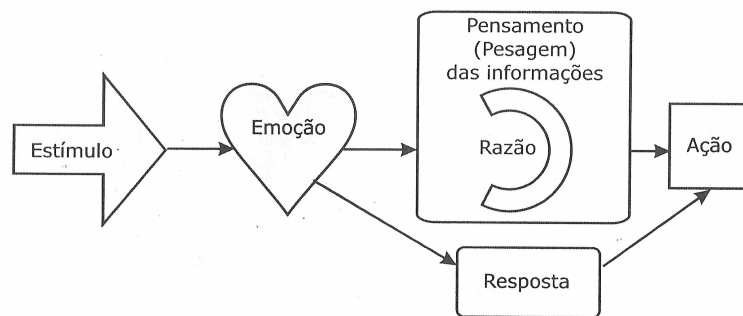 Estímulo
Emoção
Pensamento
(Pesagem)
das informações
Razão
Ação
Resposta